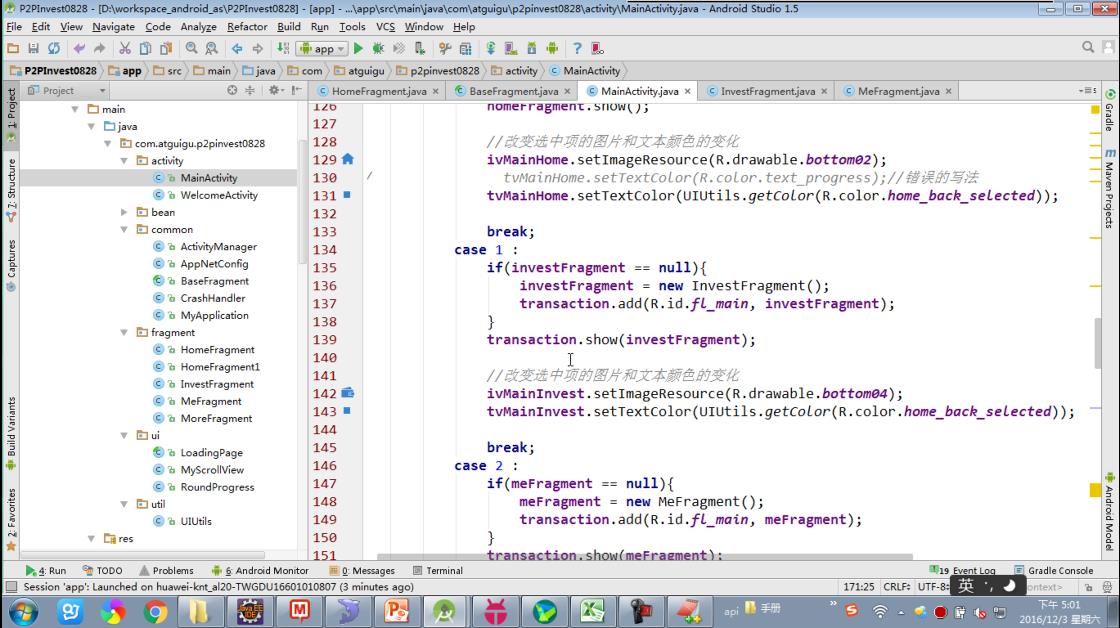 P2PInvest0828 - [D:\workspace_android_as\P2PInvest0828] - [app] - ...\app\src\main\java\com\atguigu\p2pinvest0828\activity\MainActivity.java - Android Studio 1.5
File Edit View Navigate Code Analyze Refactor Build Run Tools VCS Window Help
app
P2PInvest0828 app src main java com atguigu p2pinvest0828 activity MainActivity
Project
HomeFragment.java BaseFragment.java MainActivity.java InvestFragment.java MeFragment.java
1: Project
7: Structure
Captures
Build Variants
2: Favorites
main
java
com.atguigu.p2pinvest0828
activity
MainActivity
WelcomeActivity
bean
common
ActivityManager
AppNetConfig
BaseFragment
CrashHandler
MyApplication
fragment
HomeFragment
HomeFragment1
InvestFragment
MeFragment
MoreFragment
ui
LoadingPage
MyScrollView
RoundProgress
util
UIUtils
res
126 homeFragment.show();
127
128 //改变选中项的图片和文本颜色的变化
129 ivMainHome.setImageResource(R.drawable.bottom02);
130 / tvMainHome.setTextColor(R.color.text_progress);//错误的写法
131 tvMainHome.setTextColor(UIUtils.getColor(R.color.home_back_selected));
132
133 break;
134 case 1 :
135 if(investFragment == null){
136 investFragment = new InvestFragment();
137 transaction.add(R.id.fl_main, investFragment);
138 }
139 transaction.show(investFragment);
140
141 //改变选中项的图片和文本颜色的变化
142 ivMainInvest.setImageResource(R.drawable.bottom04);
143 tvMainInvest.setTextColor(UIUtils.getColor(R.color.home_back_selected));
144
145 break;
146 case 2 :
147 if(meFragment == null){
148 meFragment = new MeFragment();
149 transaction.add(R.id.fl_main, meFragment);
150 }
151 transaction.show(meFragment);
Gradle
Maven Projects
Android Model
4: Run TODO Problems 6: Android Monitor 0: Messages Terminal 19 Event Log Gradle Console
Session 'app': Launched on huawei-knt_al20-TWGDU16601010807 (3 minutes ago) 171:25 CRLF UTF-8 英 ', context>
api 手册 下午 5:01
2016/12/3 星期六